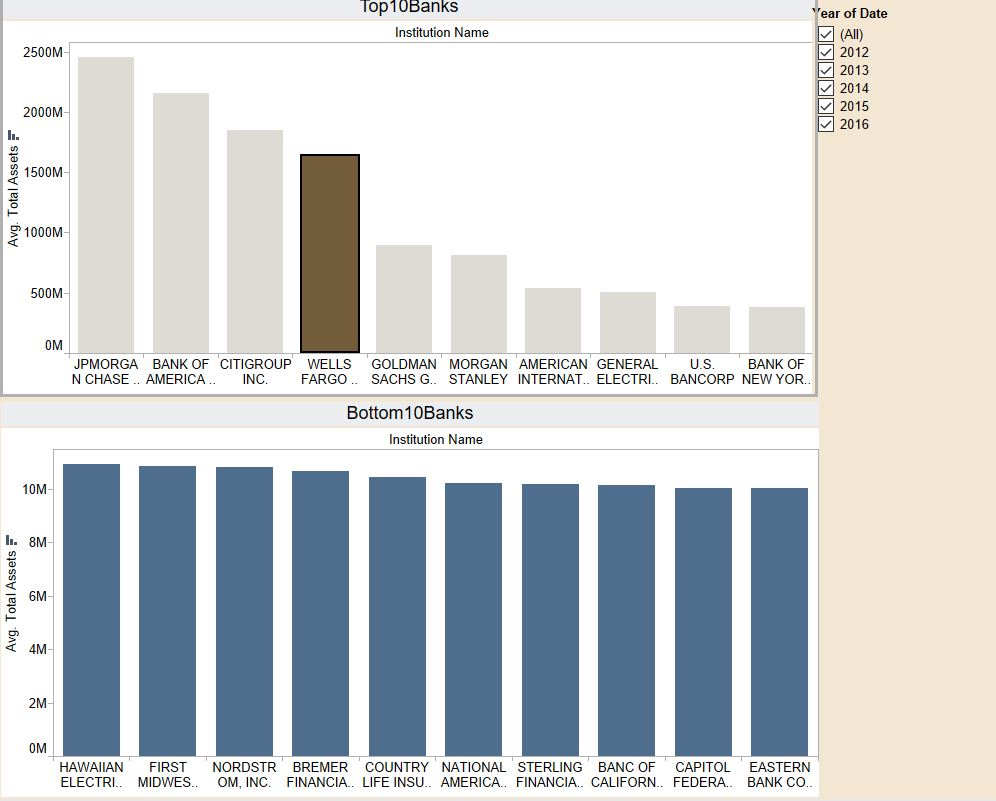 Top10Banks
Year of Date
(All)
2012
2013
2014
2015
2016
Institution Name
Avg. Total Assets
2500M
2000M
1500M
1000M
500M
0M
JPMORGA
N CHASE ..
BANK OF
AMERICA ..
CITIGROUP
INC.
WELLS
FARGO ..
GOLDMAN
SACHS G..
MORGAN
STANLEY
AMERICAN
INTERNAT..
GENERAL
ELECTRI..
U.S.
BANCORP
BANK OF
NEW YOR..
Bottom10Banks
Institution Name
Avg. Total Assets
10M
8M
6M
4M
2M
0M
HAWAIIAN
ELECTRI..
FIRST
MIDWES..
NORDSTR
OM, INC.
BREMER
FINANCIA..
COUNTRY
LIFE INSU..
NATIONAL
AMERICA..
STERLING
FINANCIA..
BANC OF
CALIFORN..
CAPITOL
FEDERA..
EASTERN
BANK CO..